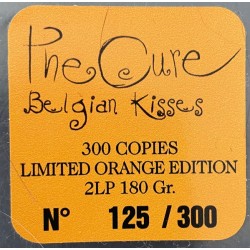 The Cure
Belgian Kisses
300 COPIES
LIMITED ORANGE EDITION
2LP 180 Gr.
N° 125 / 300